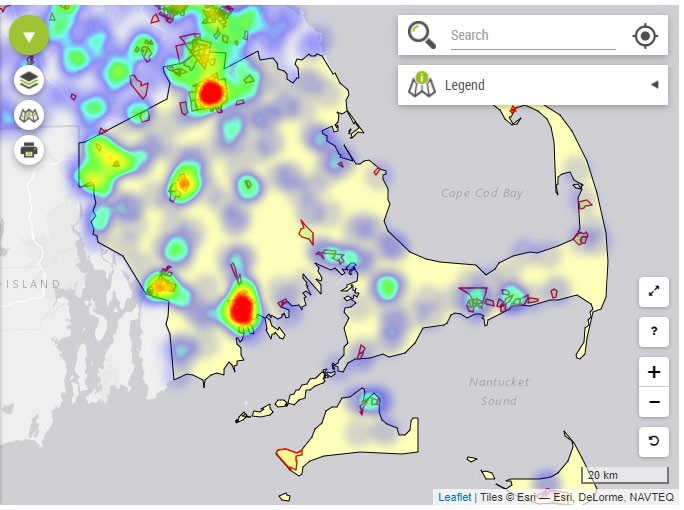 Search
Legend
Cape Cod Bay
ISLAND
?
Nantucket
Sound
+
−
20 km
Leaflet | Tiles © Esri — Esri, DeLorme, NAVTEQ